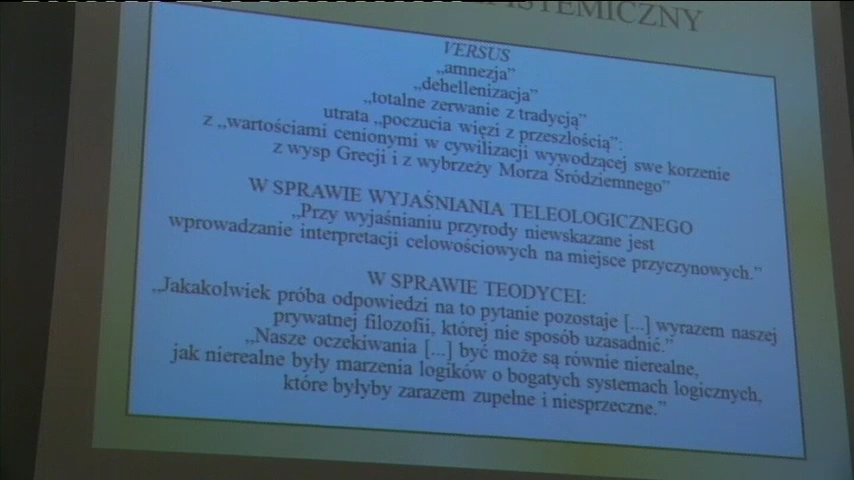 VERSUS
„amnezja”
„dehellenizacja”
„totalne zerwanie z tradycją”
utrata „poczucia więzi z przeszłością”:
z „wartościami cenionymi w cywilizacji wywodzącej swe korzenie
z wysp Grecji i z wybrzeży Morza Śródziemnego”
W SPRAWIE WYJAŚNIANIA TELEOLOGICZNEGO
„Przy wyjaśnianiu przyrody niewskazane jest
wprowadzanie interpretacji celowościowych na miejsce przyczynowych.”
W SPRAWIE TEODYCEI:
„Jakakolwiek próba odpowiedzi na to pytanie pozostaje [...] wyrazem naszej
prywatnej filozofii, której nie sposób uzasadnić.”
„Nasze oczekiwania [...] być może są równie nierealne,
jak nierealne były marzenia logików o bogatych systemach logicznych,
które byłyby zarazem zupełne i niesprzeczne.”